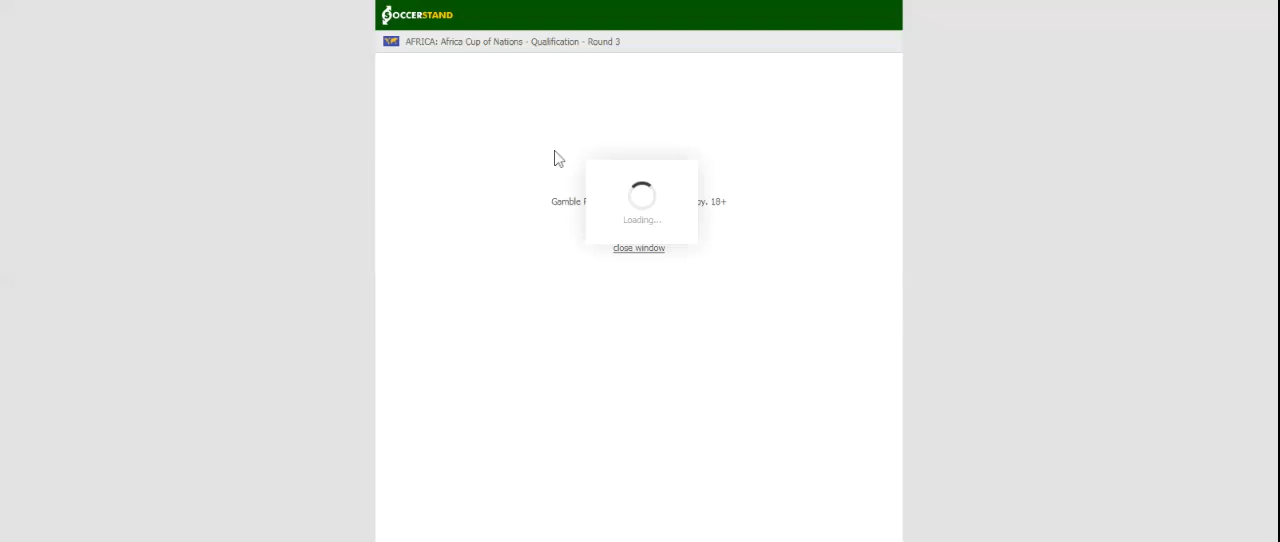 SOCCERSTAND
AFRICA: Africa Cup of Nations - Qualification - Round 3
Gamble
18+
Loading...
close window